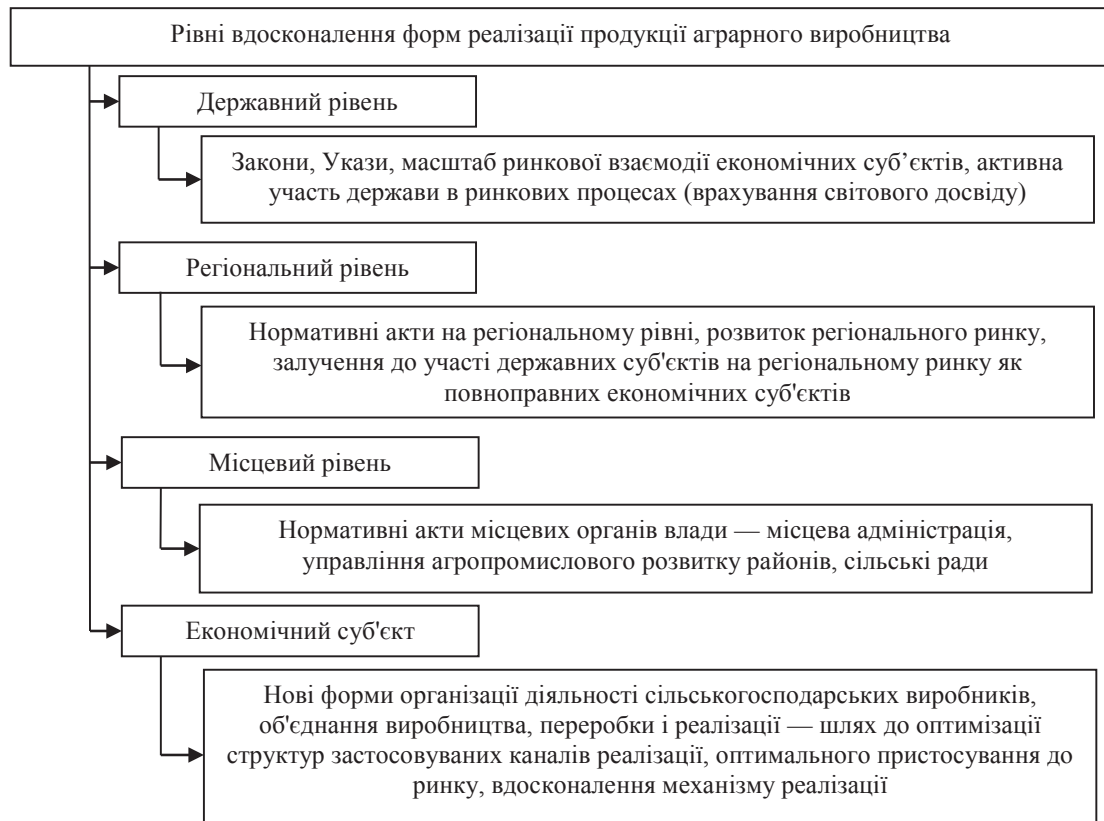 Рівні вдосконалення форм реалізації продукції аграрного виробництва
Державний рівень
Закони, Укази, масштаб ринкової взаємодії економічних суб’єктів, активна
участь держави в ринкових процесах (врахування світового досвіду)
Регіональний рівень
Нормативні акти на регіональному рівні, розвиток регіонального ринку,
залучення до участі державних суб'єктів на регіональному ринку як
повноправних економічних суб'єктів
Місцевий рівень
Нормативні акти місцевих органів влади — місцева адміністрація,
управління агропромислового розвитку районів, сільські ради
Економічний суб'єкт
Нові форми організації діяльності сільськогосподарських виробників,
об'єднання виробництва, переробки і реалізації — шлях до оптимізації
структур застосовуваних каналів реалізації, оптимального пристосування до
ринку, вдосконалення механізму реалізації